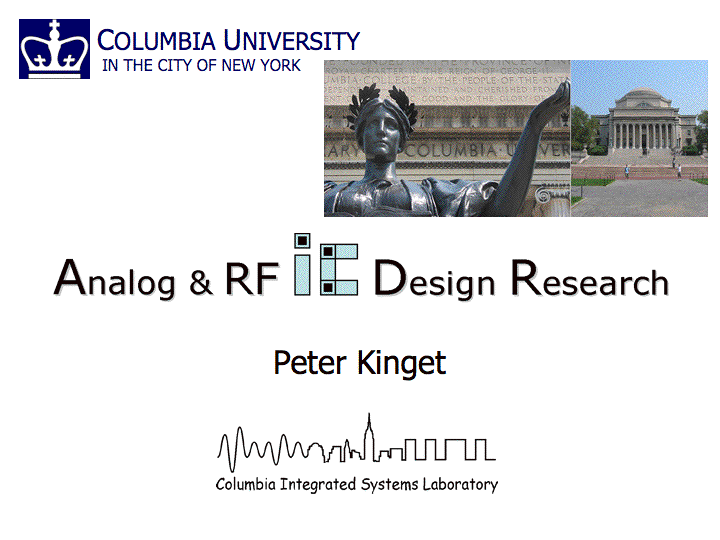 COLUMBIA UNIVERSITY
IN THE CITY OF NEW YORK
COLUMBIA UNIVER
Analog & RF iC Design Research
Peter Kinget
Columbia Integrated Systems Laboratory